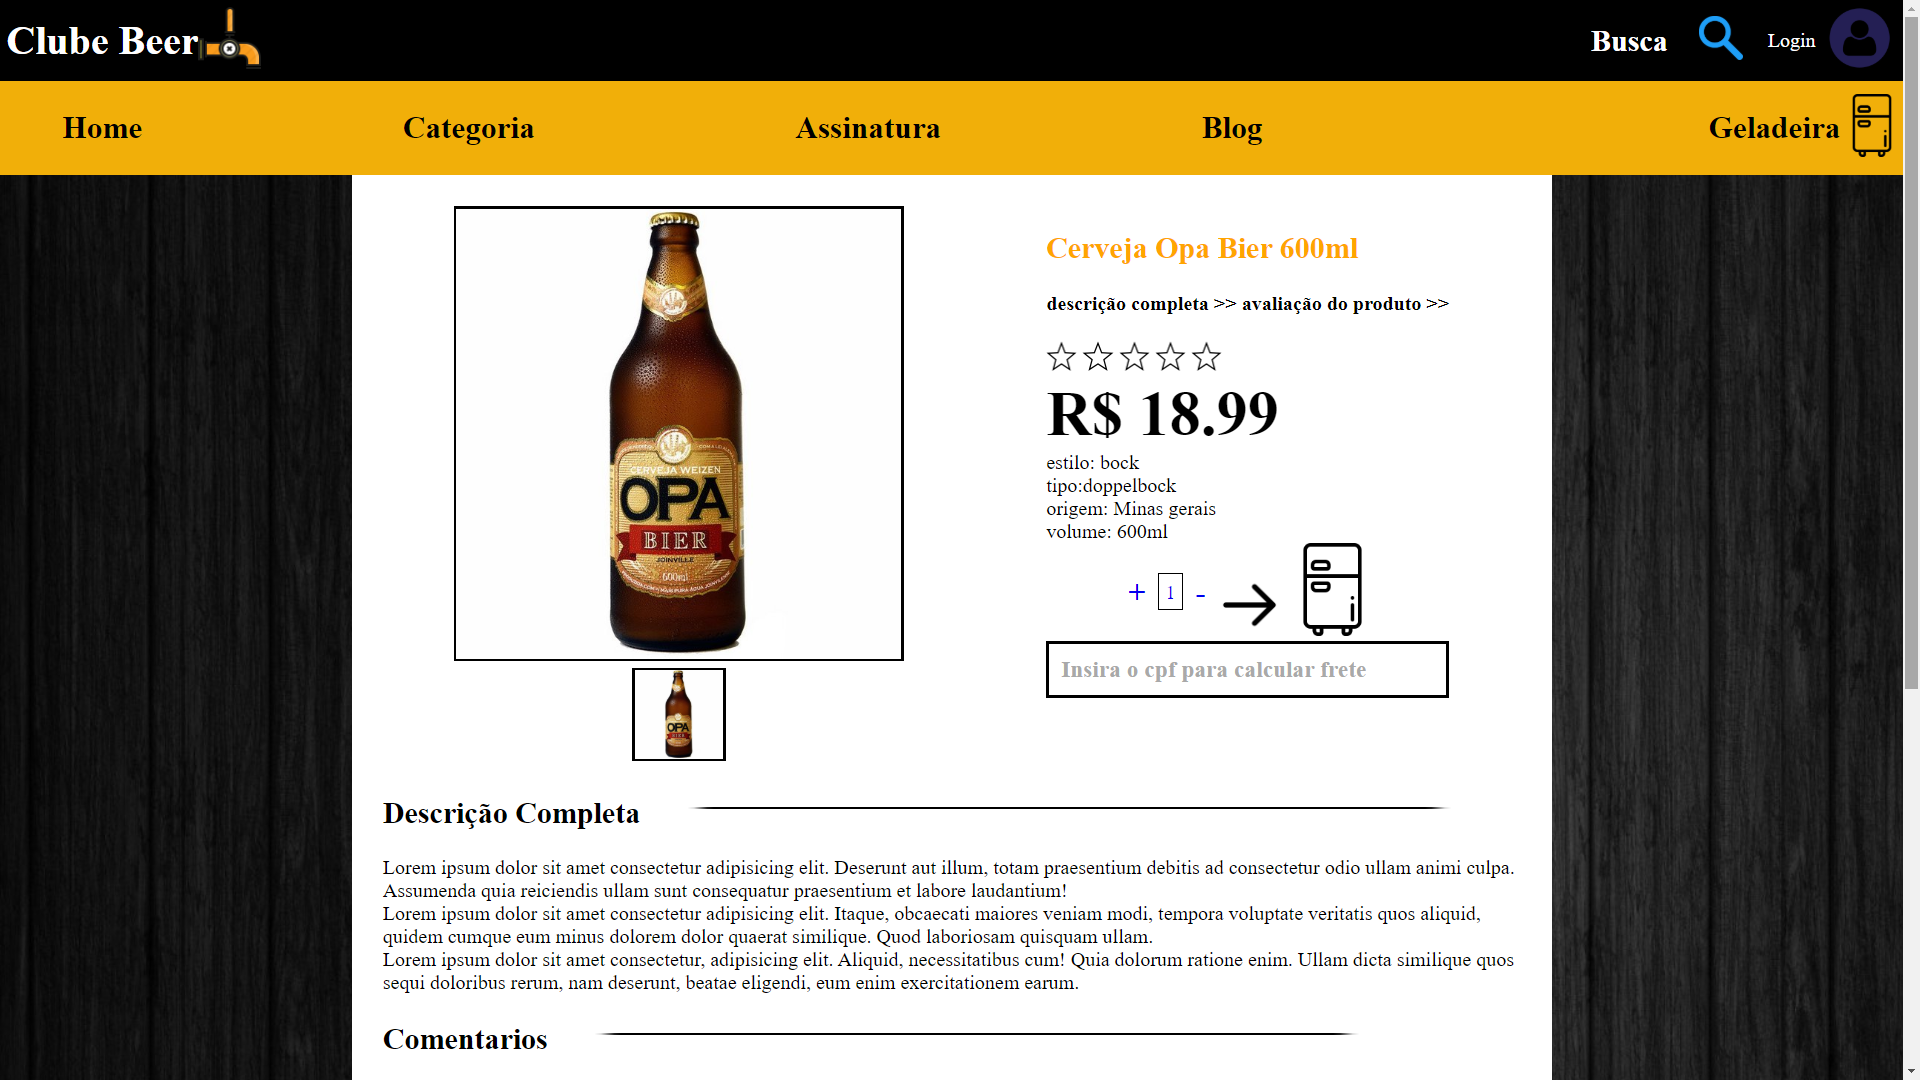 Clube Beer
Busca
Login
Home
Categoria
Assinatura
Blog
Geladeira
CERVEJA WEIZEN
OPA
BIER
JOINVILLE
600ml
OPA
BIER
Cerveja Opa Bier 600ml
descrição completa >> avaliação do produto >>
R$ 18.99
estilo: bock
tipo:doppelbock
origem: Minas gerais
volume: 600ml
+ 1 -
Insira o cpf para calcular frete
Descrição Completa
Lorem ipsum dolor sit amet consectetur adipisicing elit. Deserunt aut illum, totam praesentium debitis ad consectetur odio ullam animi culpa.
Assumenda quia reiciendis ullam sunt consequatur praesentium et labore laudantium!
Lorem ipsum dolor sit amet consectetur adipisicing elit. Itaque, obcaecati maiores veniam modi, tempora voluptate veritatis quos aliquid,
quidem cumque eum minus dolorem dolor quaerat similique. Quod laboriosam quisquam ullam.
Lorem ipsum dolor sit amet consectetur, adipisicing elit. Aliquid, necessitatibus cum! Quia dolorum ratione enim. Ullam dicta similique quos
sequi doloribus rerum, nam deserunt, beatae eligendi, eum enim exercitationem earum.
Comentarios